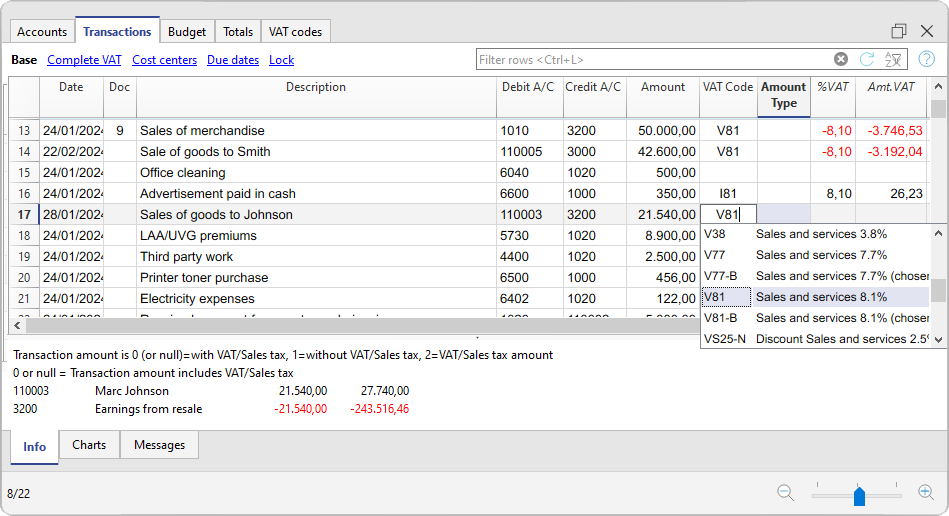 Accounts Transactions Budget Totals VAT codes
Base Complete VAT Cost centers Due dates Lock Filter rows <Ctrl+L>
Date Doc Description Debit A/C Credit A/C Amount VAT Code Amount Type %VAT Amt.VAT
13 24/01/2024 9 Sales of merchandise 1010 3200 50.000,00 V81 -8,10 -3.746,53
14 22/02/2024 Sale of goods to Smith 110005 3000 42.600,00 V81 -8,10 -3.192,04
15 24/01/2024 Office cleaning 6040 1020 500,00
16 24/01/2024 Advertisement paid in cash 6600 1000 350,00 I81 8,10 26,23
17 28/01/2024 Sales of goods to Johnson 110003 3200 21.540,00 V81
18 24/01/2024 LAA/UVG premiums 5730 1020 8.900,00 V38 Sales and services 3.8%
19 24/01/2024 Third party work 4400 1020 2.500,00 V77 Sales and services 7.7%
20 24/01/2024 Printer toner purchase 6500 1000 456,00 V77-B Sales and services 7.7% (chosen
21 24/01/2024 Electricity expenses 6402 1020 122,00 V81 Sales and services 8.1%
V81-B Sales and services 8.1% (chosen
VS25-N Discount Sales and services 2.5%
Transaction amount is 0 (or null)=with VAT/Sales tax, 1=without VAT/Sales tax, 2=VAT/Sales tax amount
0 or null = Transaction amount includes VAT/Sales tax
110003 Marc Johnson 21.540,00 27.740,00
3200 Earnings from resale -21.540,00 -243.516,46
Info Charts Messages
8/22